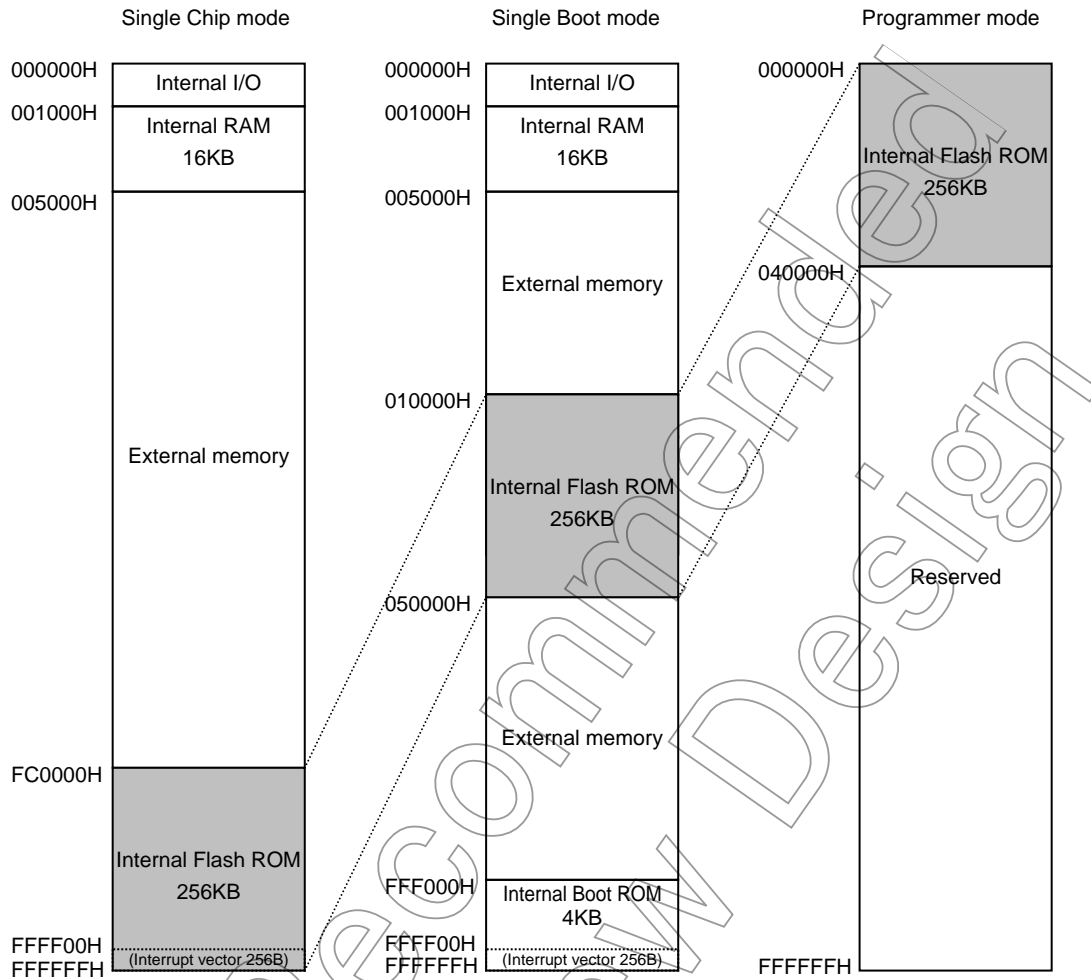 Single Chip mode
000000H
Internal I/O
001000H
Internal RAM
16KB
005000H
External memory
FC0000H
Internal Flash ROM
256KB
FFFF00H
(Interrupt vector 256B)
FFFFFFH
Single Boot mode
000000H
Internal I/O
001000H
Internal RAM
16KB
005000H
External memory
010000H
Internal Flash ROM
256KB
050000H
External memory
FFF000H
Internal Boot ROM
4KB
FFFF00H
(Interrupt vector 256B)
FFFFFFH
Programmer mode
000000H
Internal Flash ROM
256KB
040000H
Reserved
FFFFFFH
ecommended
w Design